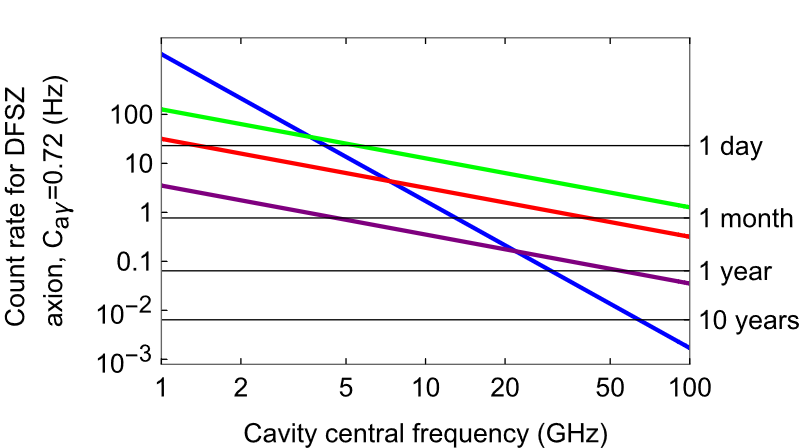 Count rate for DFSZ
axion, C_aγ=0.72 (Hz)
100
10
1
0.1
10⁻²
10⁻³
1 day
1 month
1 year
10 years
1 2 5 10 20 50 100
Cavity central frequency (GHz)